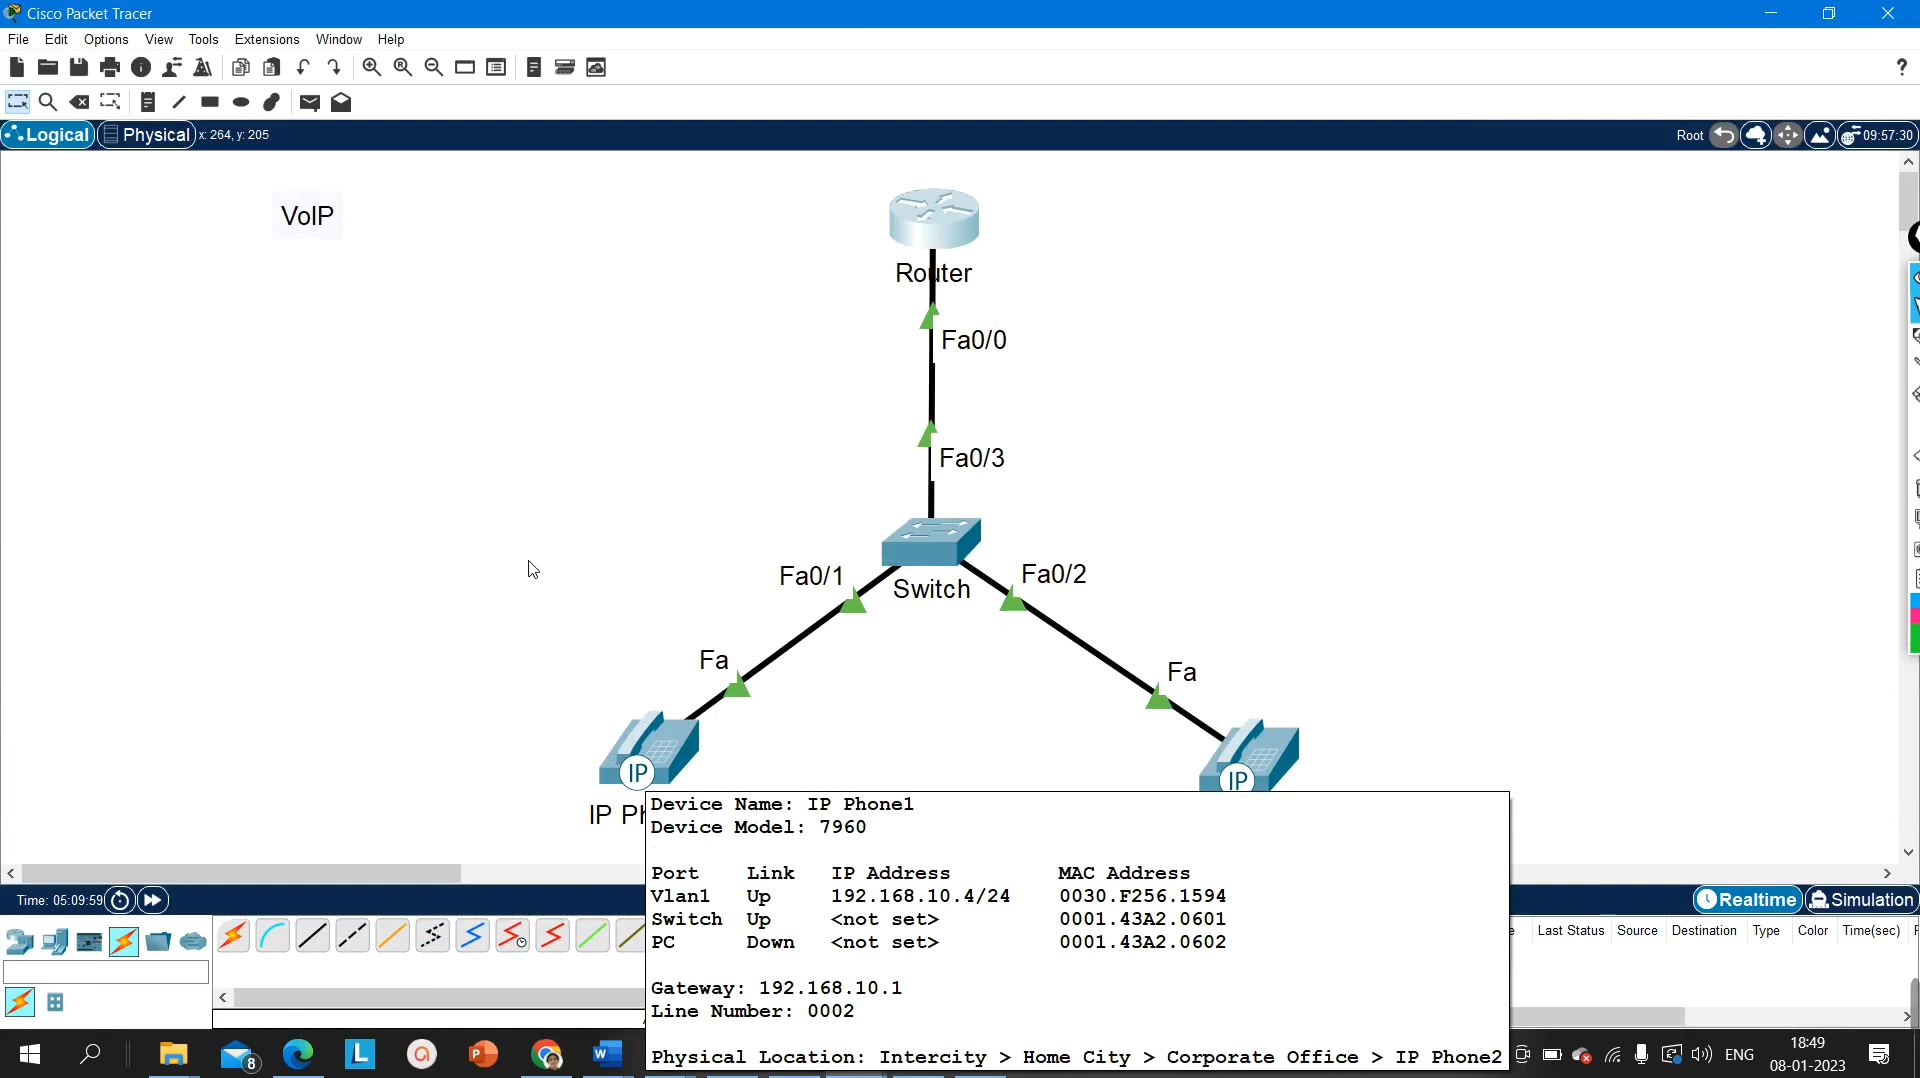 Cisco Packet Tracer
File Edit Options View Tools Extensions Window Help
?
Logical Physical x: 264, y: 205 Root 09:57:30
VoIP
Router
Fa0/0
Fa0/3
Fa0/1 Fa0/2
Switch
Fa Fa
IP IP
IP Ph
Device Name: IP Phone1
Device Model: 7960
Port Link IP Address MAC Address
Vlan1 Up 192.168.10.4/24 0030.F256.1594
Switch Up <not set> 0001.43A2.0601
PC Down <not set> 0001.43A2.0602
Gateway: 192.168.10.1
Line Number: 0002
Physical Location: Intercity > Home City > Corporate Office > IP Phone2
Time: 05:09:59 Realtime Simulation
Last Status Source Destination Type Color Time(sec)
8 L a P W ENG 18:49
08-01-2023